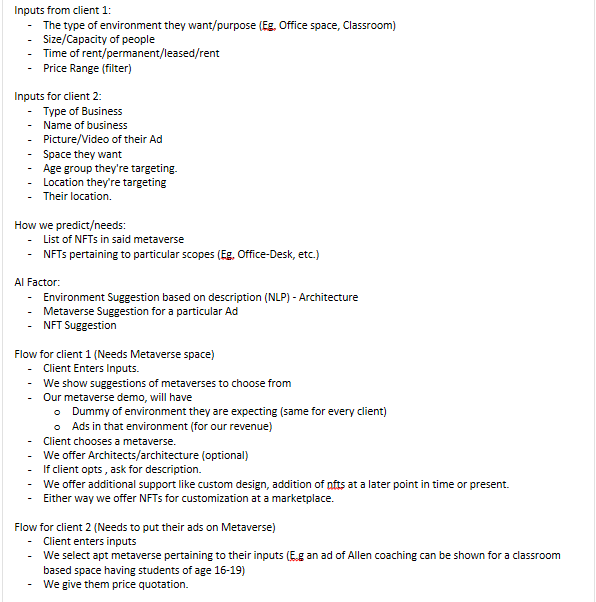 Inputs from client 1:
- The type of environment they want/purpose (Eg, Office space, Classroom)
- Size/Capacity of people
- Time of rent/permanent/leased/rent
- Price Range (filter)
Inputs for client 2:
- Type of Business
- Name of business
- Picture/Video of their Ad
- Space they want
- Age group they're targeting.
- Location they're targeting
- Their location.
How we predict/needs:
- List of NFTs in said metaverse
- NFTs pertaining to particular scopes (Eg, Office-Desk, etc.)
AI Factor:
- Environment Suggestion based on description (NLP) - Architecture
- Metaverse Suggestion for a particular Ad
- NFT Suggestion
Flow for client 1 (Needs Metaverse space)
- Client Enters Inputs.
- We show suggestions of metaverses to choose from
- Our metaverse demo, will have
o Dummy of environment they are expecting (same for every client)
o Ads in that environment (for our revenue)
- Client chooses a metaverse.
- We offer Architects/architecture (optional)
- If client opts , ask for description.
- We offer additional support like custom design, addition of nfts at a later point in time or present.
- Either way we offer NFTs for customization at a marketplace.
Flow for client 2 (Needs to put their ads on Metaverse)
- Client enters inputs
- We select apt metaverse pertaining to their inputs (E.g an ad of Allen coaching can be shown for a classroom
based space having students of age 16-19)
- We give them price quotation.